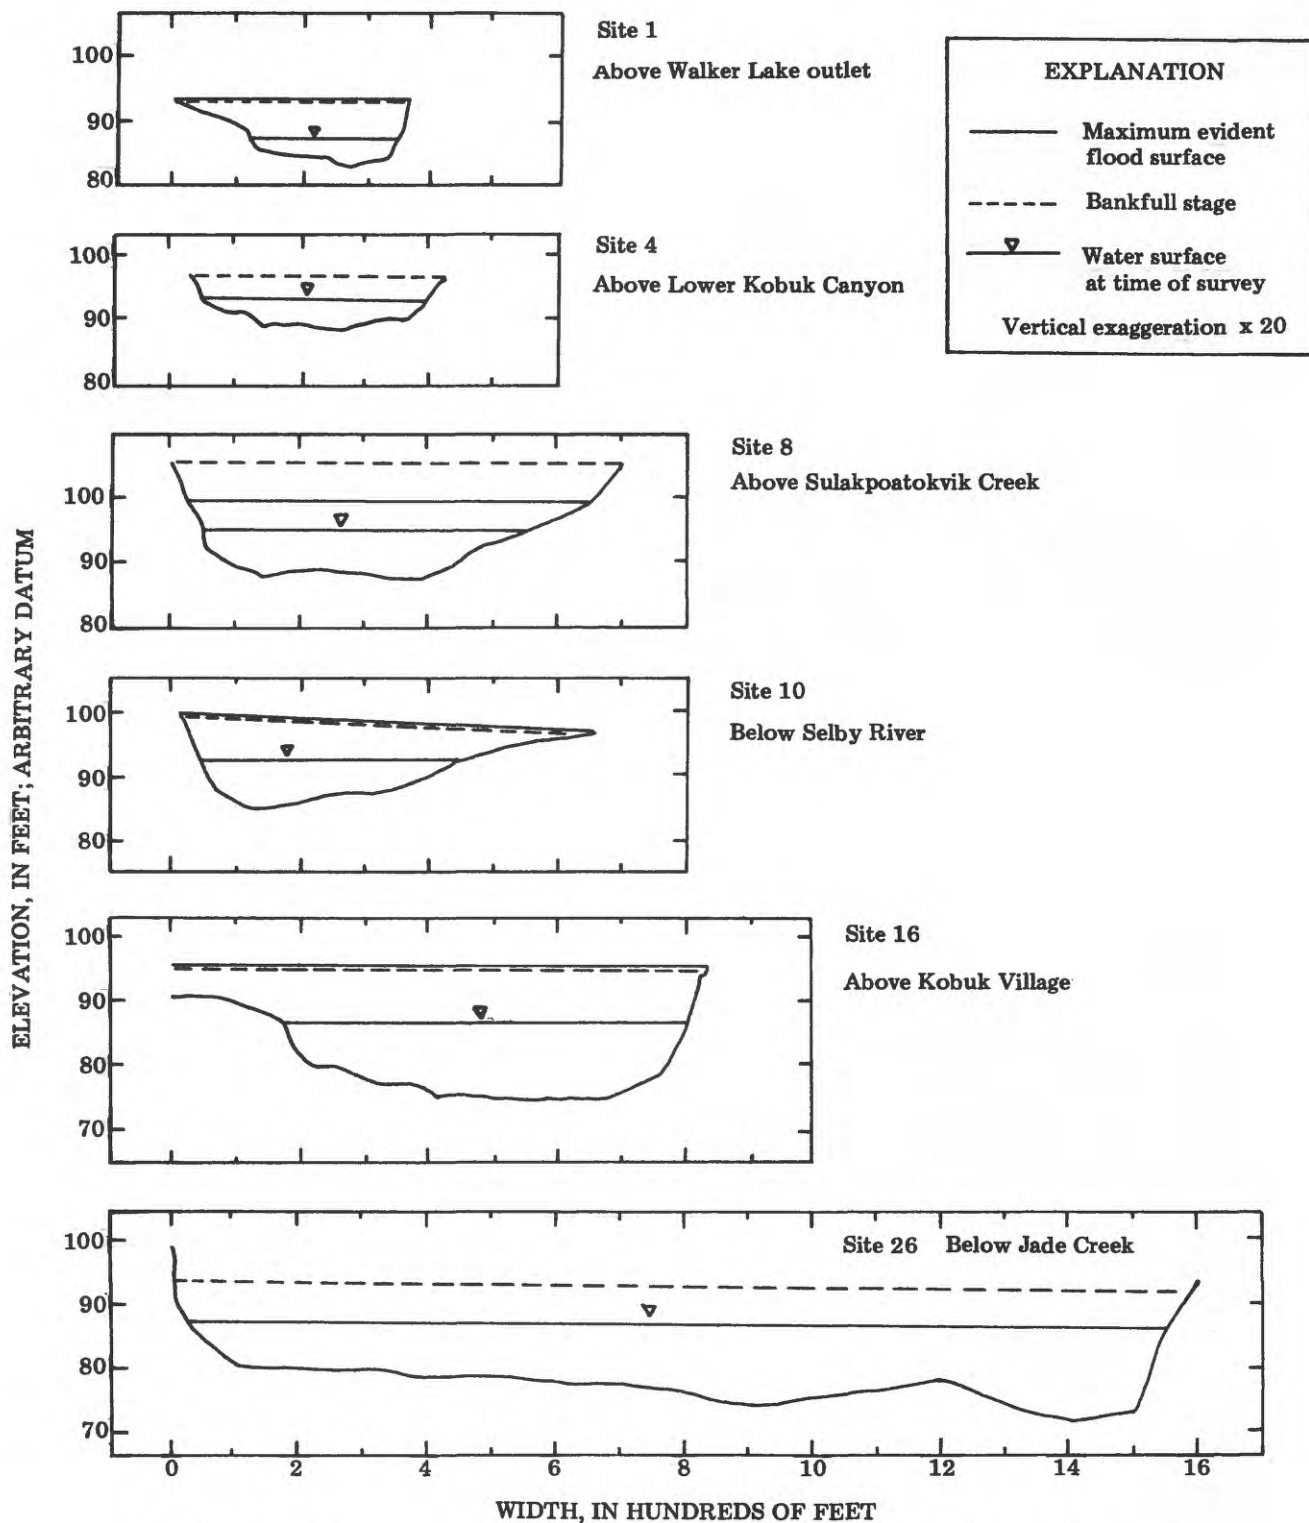 Site 1
Above Walker Lake outlet
100
90
80
EXPLANATION
Maximum evident
flood surface
Bankfull stage
Water surface
at time of survey
Vertical exaggeration x 20
Site 4
Above Lower Kobuk Canyon
100
90
80
Site 8
Above Sulakpoatokvik Creek
100
90
80
ELEVATION, IN FEET; ARBITRARY DATUM
Site 10
Below Selby River
100
90
80
Site 16
Above Kobuk Village
100
90
80
70
Site 26 Below Jade Creek
100
90
80
70
0 2 4 6 8 10 12 14 16
WIDTH, IN HUNDREDS OF FEET